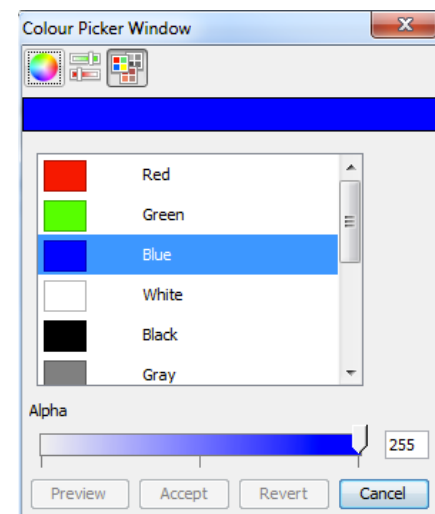 Colour Picker Window
Red
Green
Blue
White
Black
Gray
Alpha
255
Preview Accept Revert Cancel